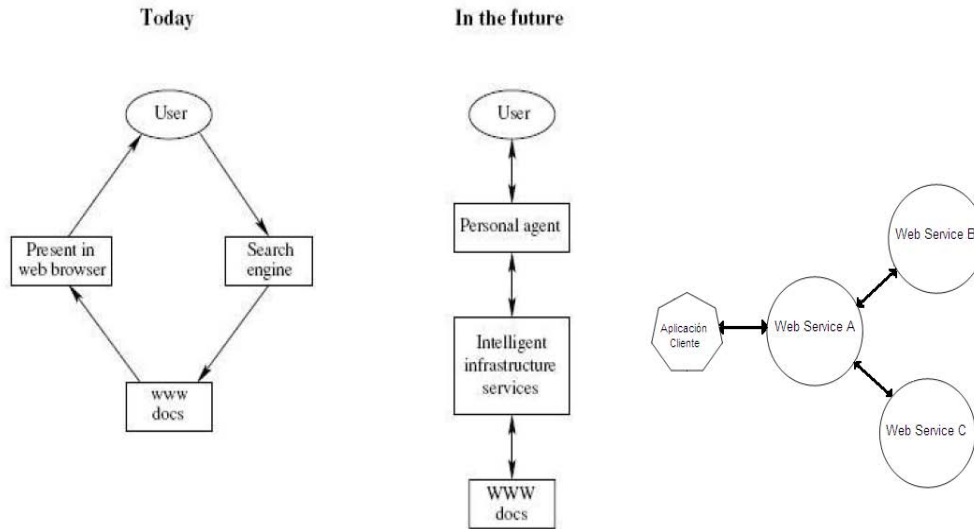 Today
User
Present in
web browser
Search
engine
www
docs
In the future
User
Personal agent
Intelligent
infrastructure
services
WWW
docs
Aplicación
Cliente
Web Service A
Web Service B
Web Service C